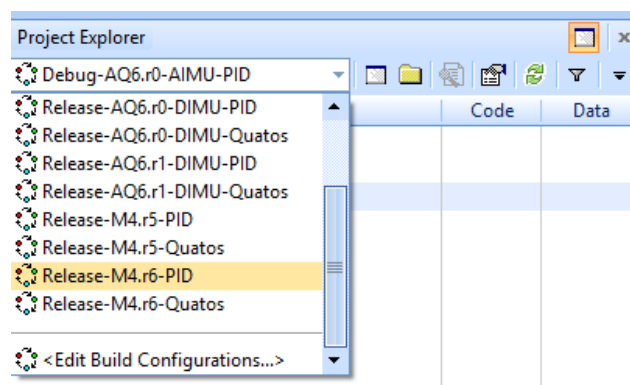 Project Explorer
Debug-AQ6.r0-AIMU-PID
Code Data
Release-AQ6.r0-DIMU-PID
Release-AQ6.r0-DIMU-Quatos
Release-AQ6.r1-DIMU-PID
Release-AQ6.r1-DIMU-Quatos
Release-M4.r5-PID
Release-M4.r5-Quatos
Release-M4.r6-PID
Release-M4.r6-Quatos
<Edit Build Configurations...>